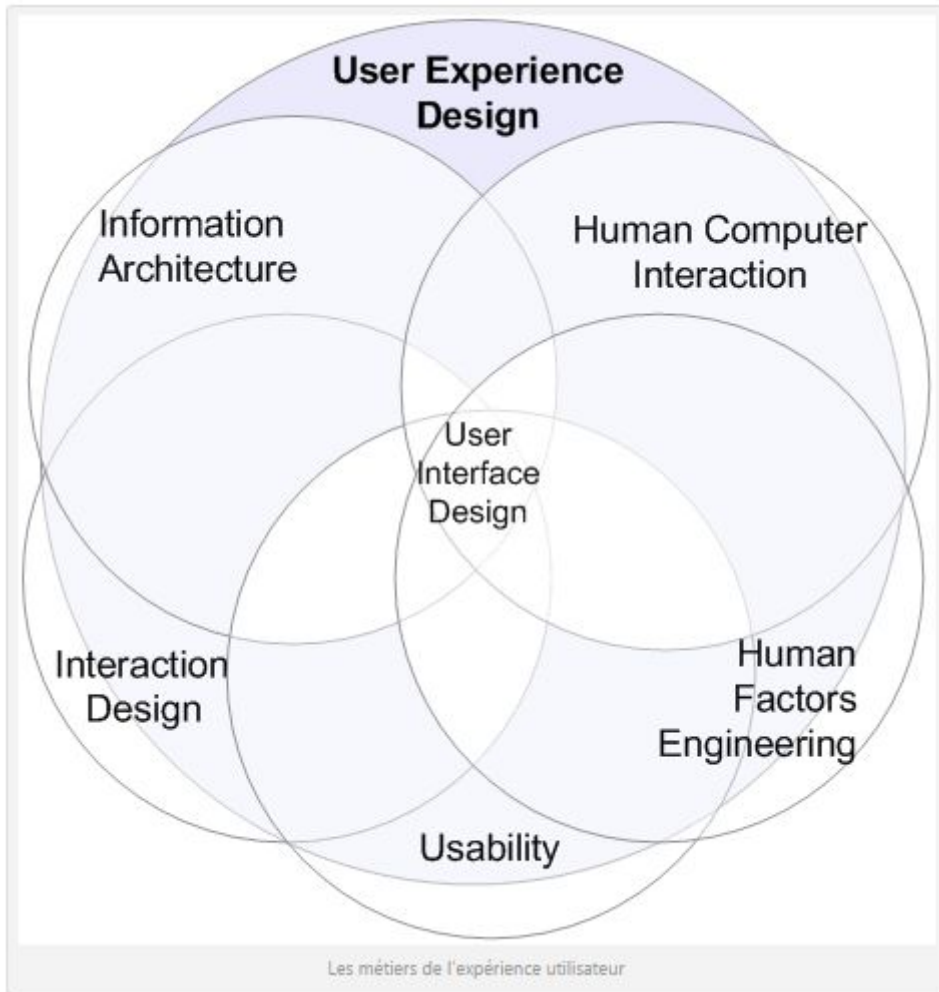 User Experience
Design
Information
Architecture
Human Computer
Interaction
User
Interface
Design
Interaction
Design
Human
Factors
Engineering
Usability
Les métiers de l'expérience utilisateur